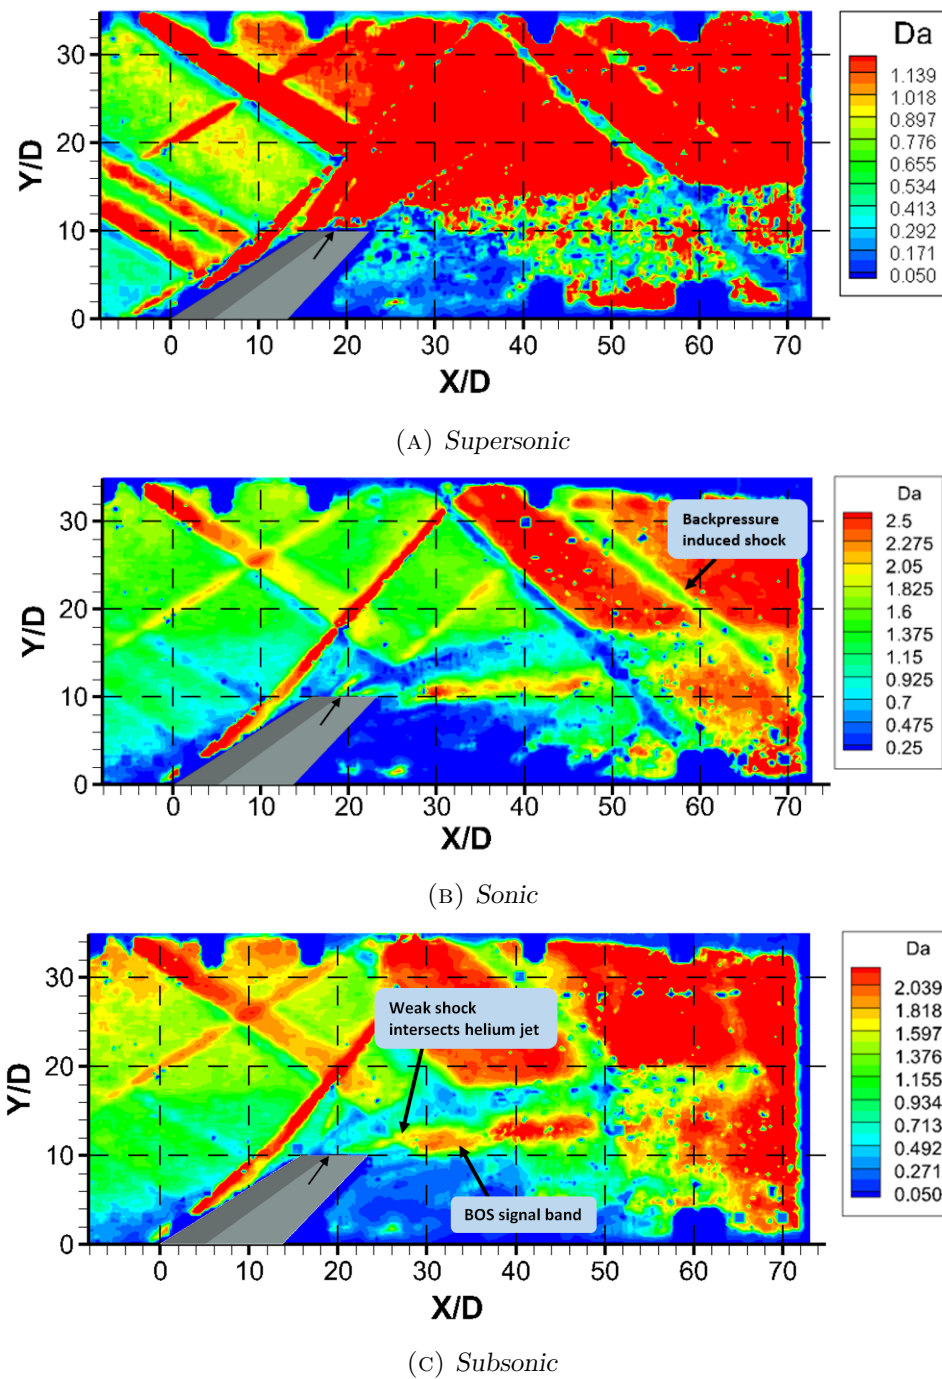 Da
1.139
1.018
0.897
0.776
0.655
0.534
0.413
0.292
0.171
0.050
Y/D
30
20
10
0
0 10 20 30 40 50 60 70
X/D
(A) Supersonic
Da
2.5
2.275
2.05
1.825
1.6
1.375
1.15
0.925
0.7
0.475
0.25
Backpressure
induced shock
Y/D
30
20
10
0
0 10 20 30 40 50 60 70
X/D
(B) Sonic
Da
2.039
1.818
1.597
1.376
1.155
0.934
0.713
0.492
0.271
0.050
Weak shock
intersects helium jet
BOS signal band
Y/D
30
20
10
0
0 10 20 30 40 50 60 70
X/D
(C) Subsonic